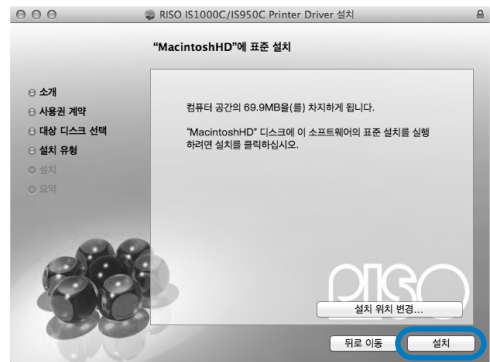 RISO IS1000C/IS950C Printer Driver 설치
"MacintoshHD"에 표준 설치
소개
사용권 계약
대상 디스크 선택
설치 유형
설치
요약
컴퓨터 공간의 69.9MB을(를) 차지하게 됩니다.
"MacintoshHD" 디스크에 이 소프트웨어의 표준 설치를 실행
하려면 설치를 클릭하십시오.
RISO
설치 위치 변경...
뒤로 이동
설치